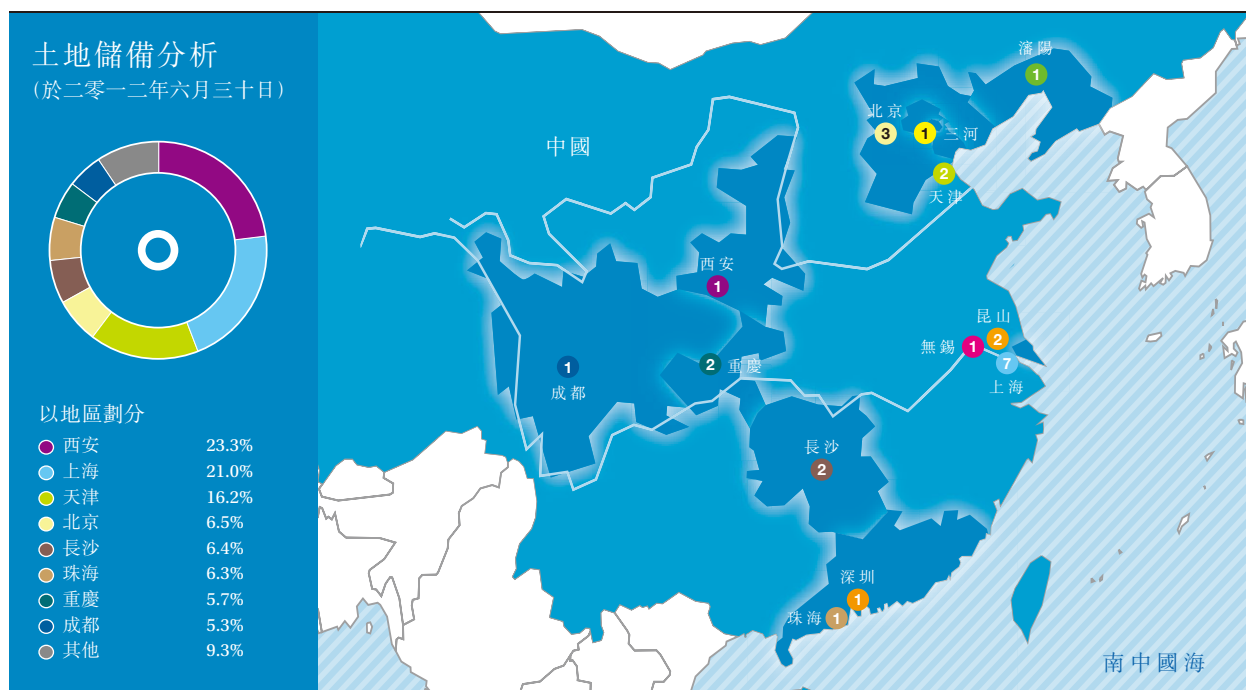 土地儲備分析
(於二零一二年六月三十日)
以地區劃分
西安 23.3%
上海 21.0%
天津 16.2%
北京 6.5%
長沙 6.4%
珠海 6.3%
重慶 5.7%
成都 5.3%
其他 9.3%
中國
瀋陽
1
北京
3
1 三河
2
天津
西安
1
昆山
2
無錫 1
7
上海
1
成都
2 重慶
長沙
2
深圳
1
珠海 1
南中國海